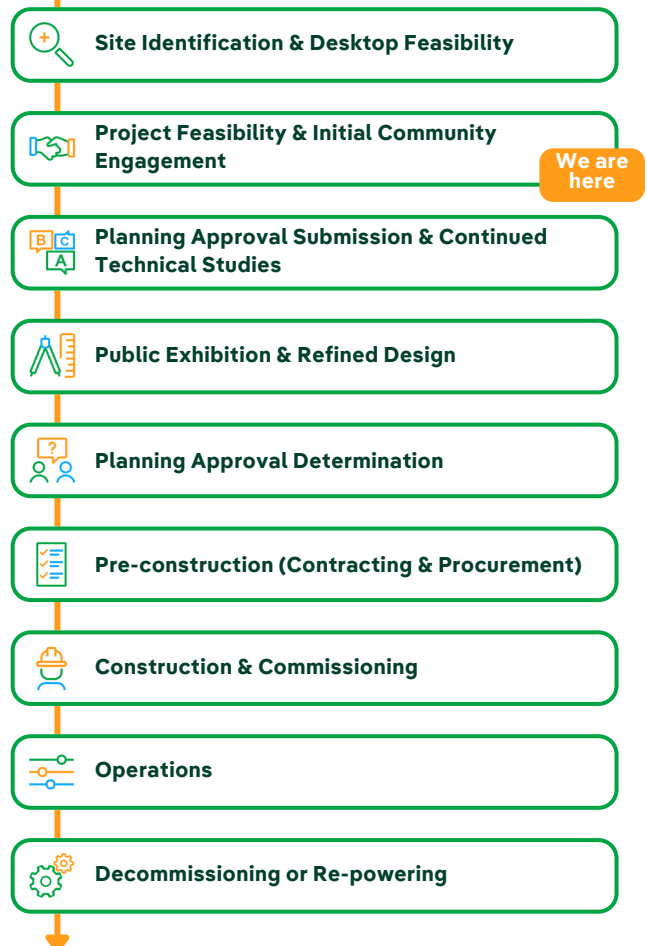 Site Identification & Desktop Feasibility
Project Feasibility & Initial Community
Engagement
We are
here
Planning Approval Submission & Continued
Technical Studies
B
C
A
Public Exhibition & Refined Design
?
Planning Approval Determination
Pre-construction (Contracting & Procurement)
Construction & Commissioning
Operations
Decommissioning or Re-powering